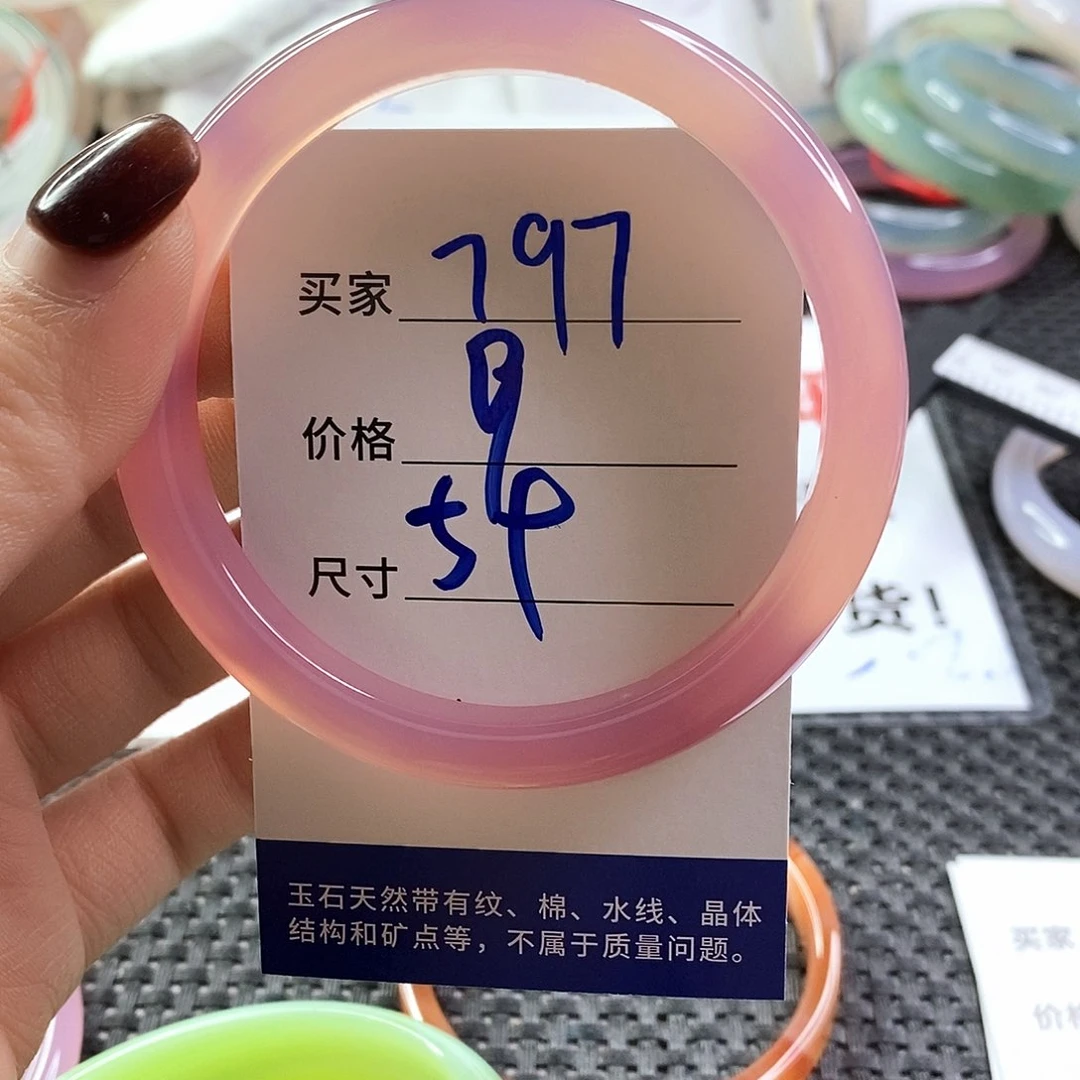 买家 797
价格 8
尺寸 54
玉石天然带有纹、棉、水线、晶体
结构和矿点等，不属于质量问题。
货！
买家
价格